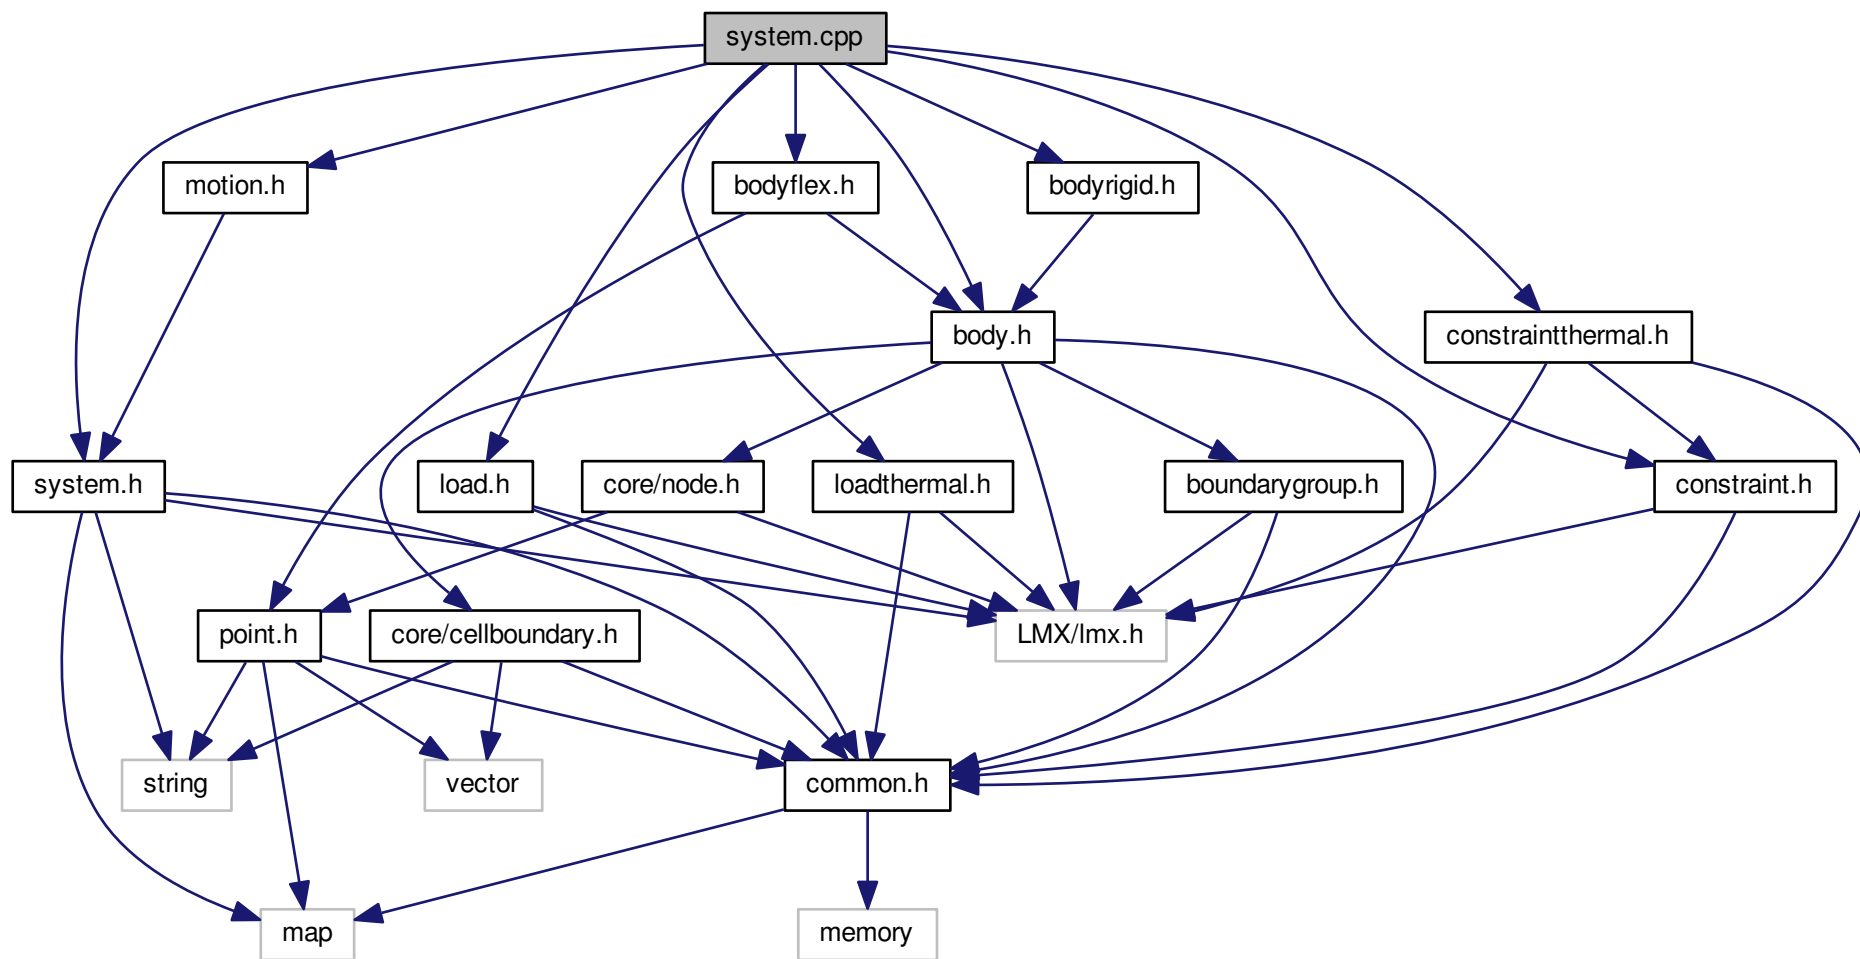 system.cpp
motion.h
bodyflex.h
bodyrigid.h
body.h
constraintthermal.h
system.h
load.h
core/node.h
loadthermal.h
boundarygroup.h
constraint.h
point.h
core/cellboundary.h
LMX/lmx.h
string
vector
common.h
map
memory